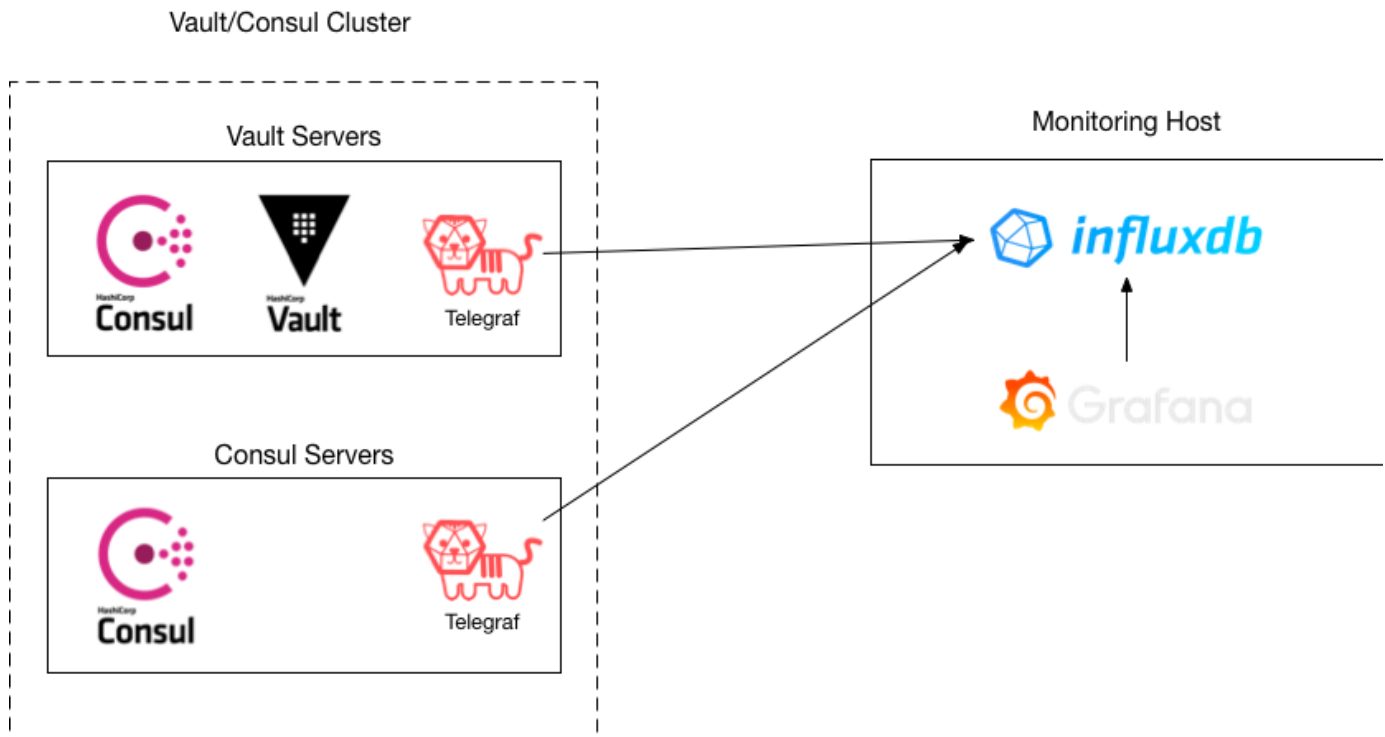 Vault/Consul Cluster
Vault Servers
HashiCorp
Consul
HashiCorp
Vault
Telegraf
Monitoring Host
influxdb
Grafana
Consul Servers
HashiCorp
Consul
Telegraf